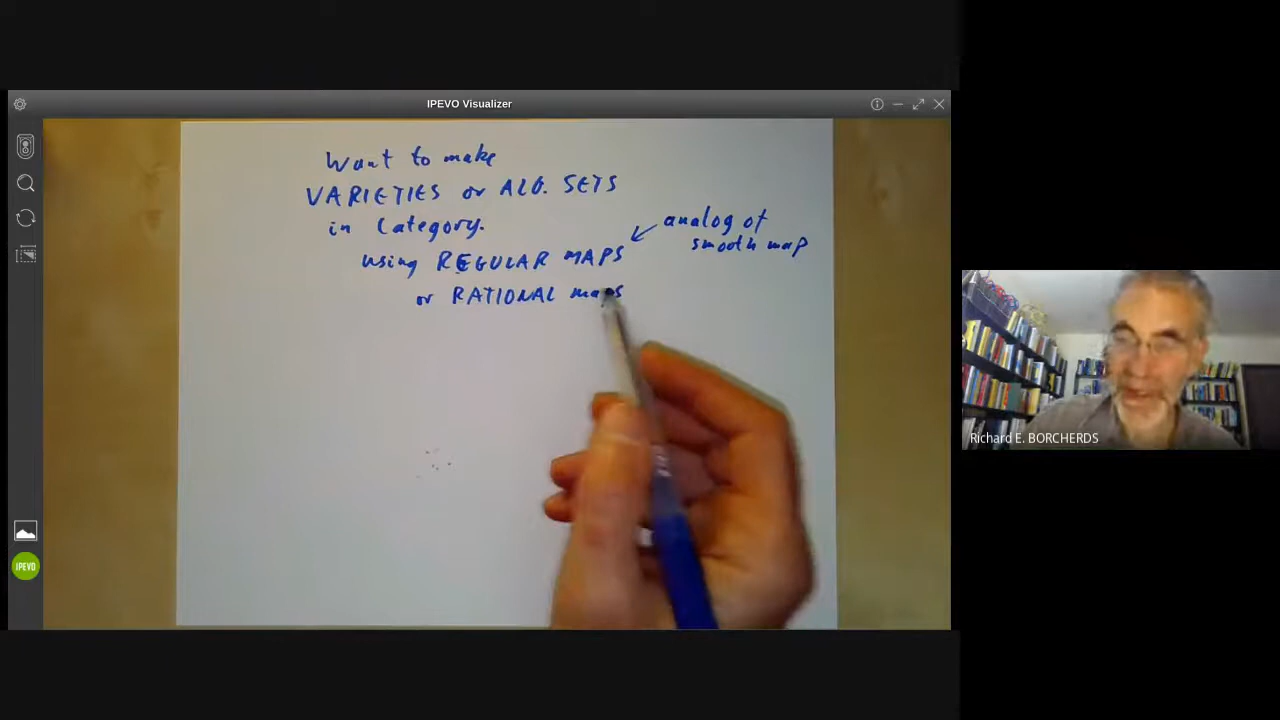 IPEVO Visualizer
Want to make
VARIETIES or ALG. SETS
in Category.
using REGULAR MAPS
analog of
smooth map
or RATIONAL maps
Richard E. BORCHERDS
IPEVO